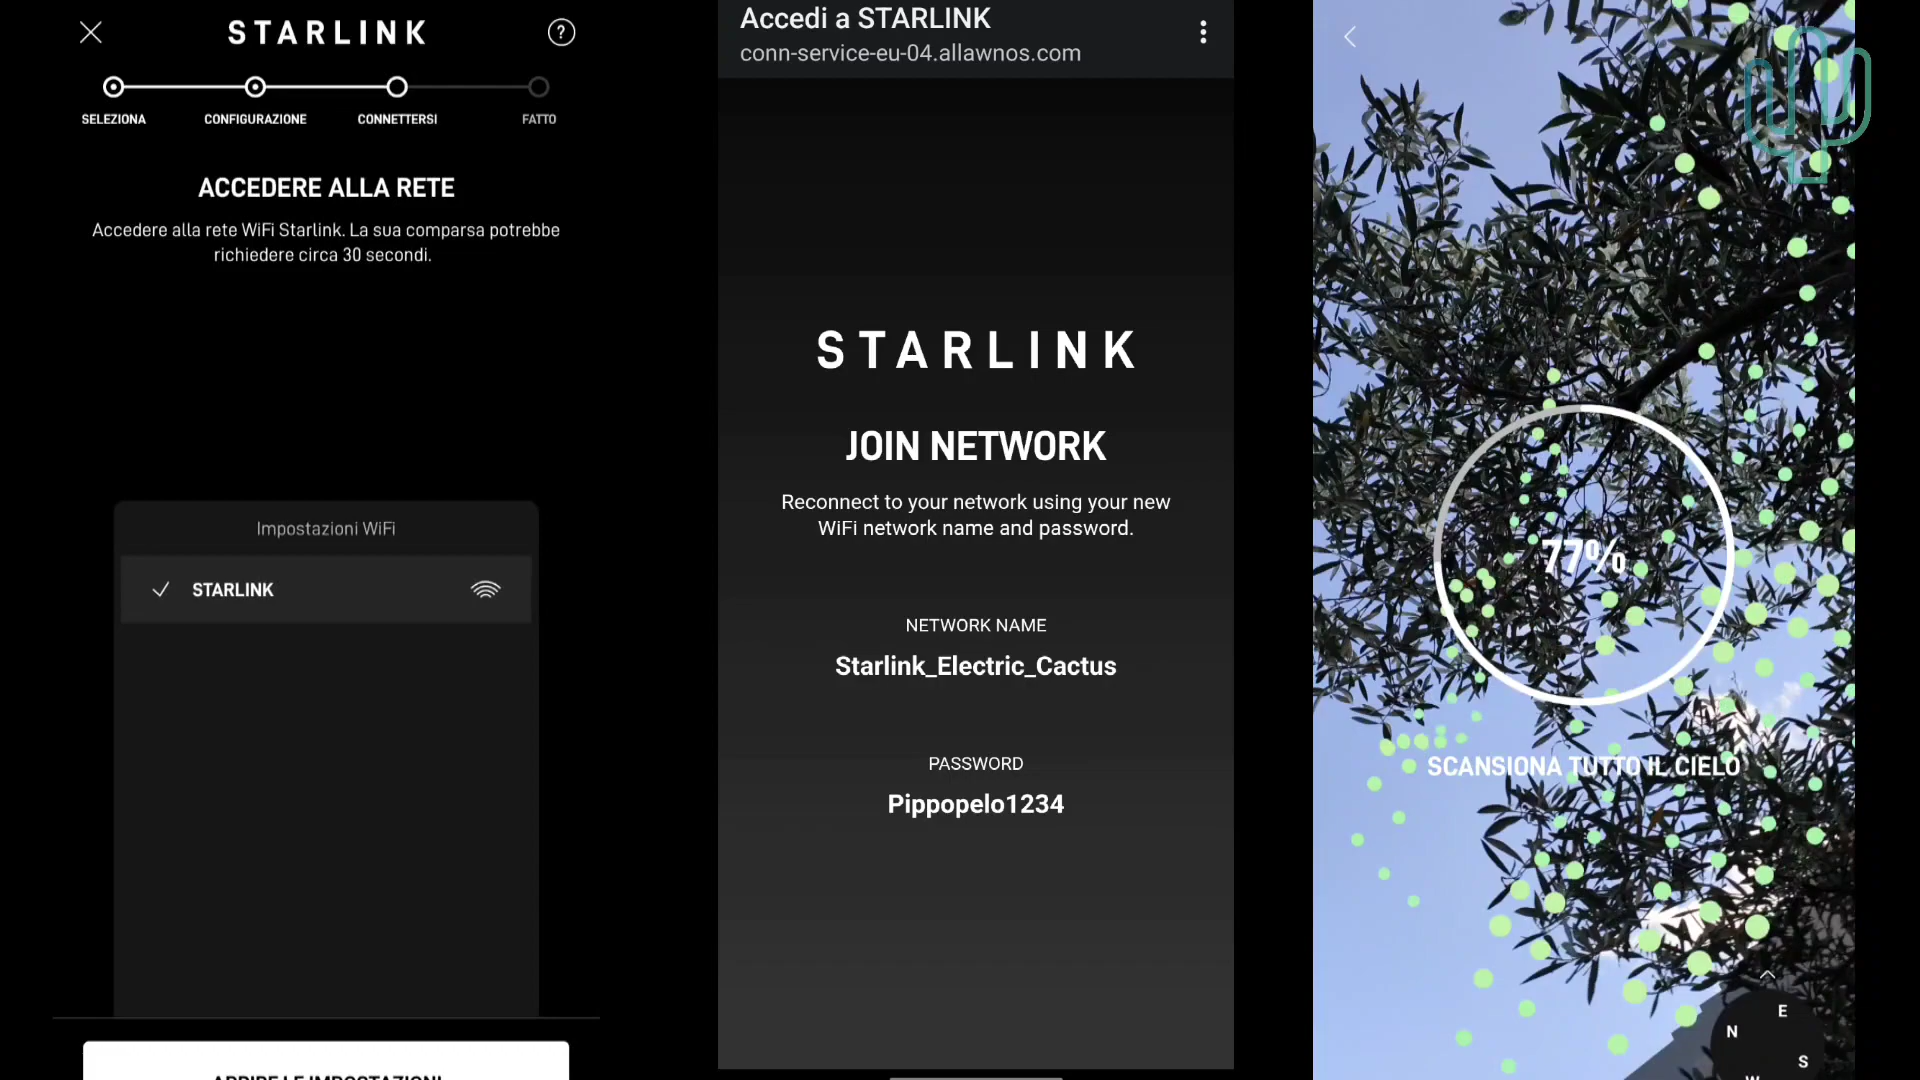 STARLINK
?
SELEZIONA
CONFIGURAZIONE
CONNETTERSI
FATTO
ACCEDERE ALLA RETE
Accedere alla rete WiFi Starlink. La sua comparsa potrebbe
richiedere circa 30 secondi.
Impostazioni WiFi
STARLINK
APRIRE LE IMPOSTAZIONI
Accedi a STARLINK
conn-service-eu-04.allawnos.com
STARLINK
JOIN NETWORK
Reconnect to your network using your new
WiFi network name and password.
NETWORK NAME
Starlink_Electric_Cactus
PASSWORD
Pippopelo1234
77%
SCANSIONA TUTTO IL CIELO
E
N
S
W